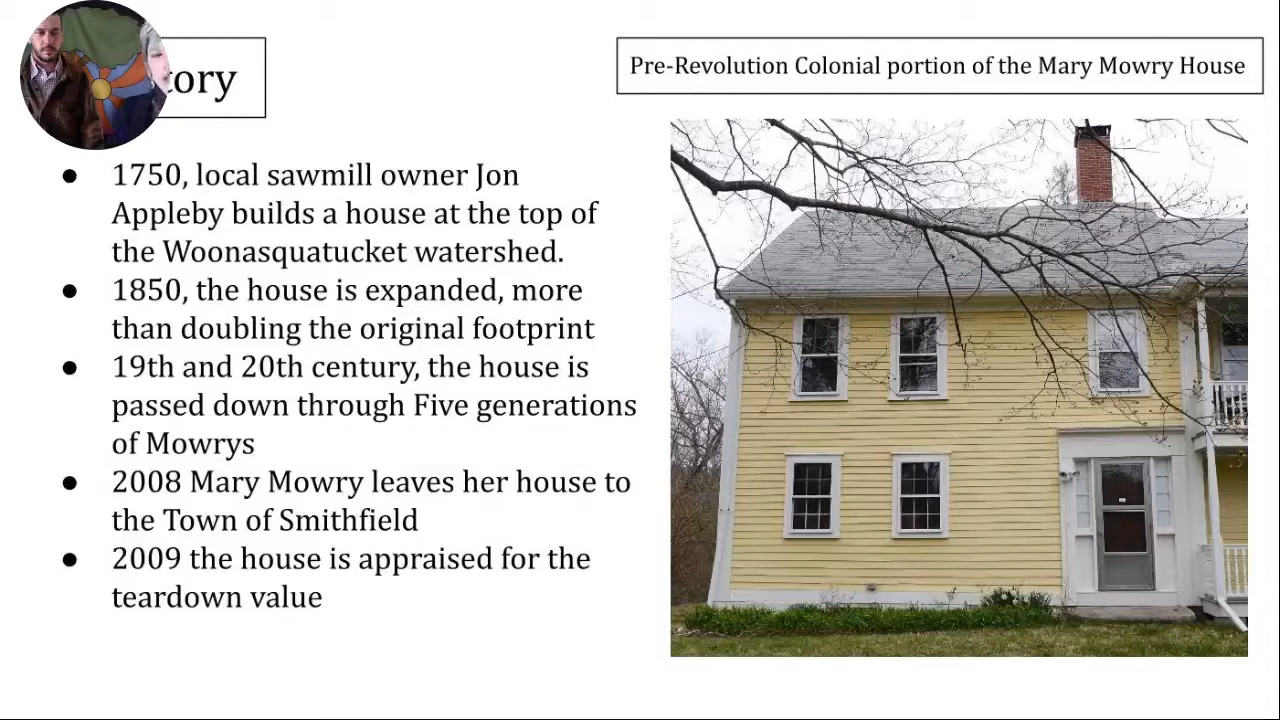 tory
Pre-Revolution Colonial portion of the Mary Mowry House
● 1750, local sawmill owner Jon
Appleby builds a house at the top of
the Woonasquatucket watershed.
● 1850, the house is expanded, more
than doubling the original footprint
● 19th and 20th century, the house is
passed down through Five generations
of Mowrys
● 2008 Mary Mowry leaves her house to
the Town of Smithfield
● 2009 the house is appraised for the
teardown value